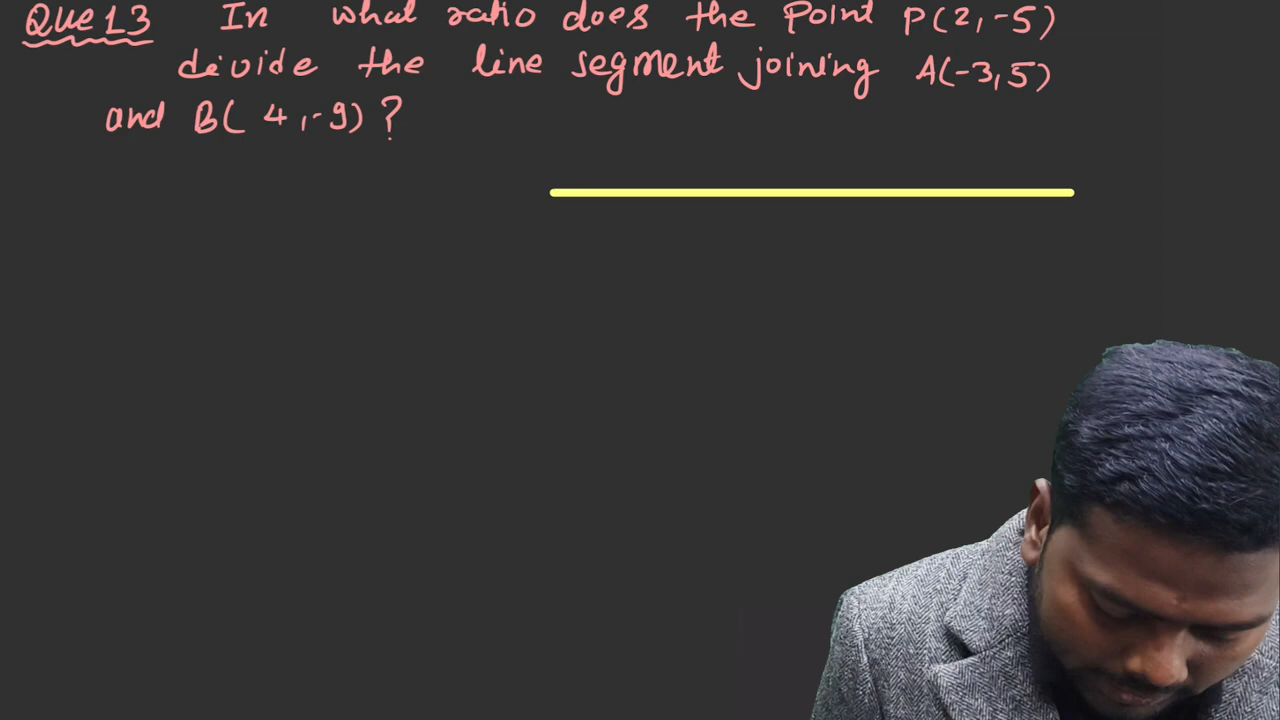 Que 13 In what ratio does the Point P(2,-5)
divide the line segment joining A(-3,5)
and B( 4,-9) ?